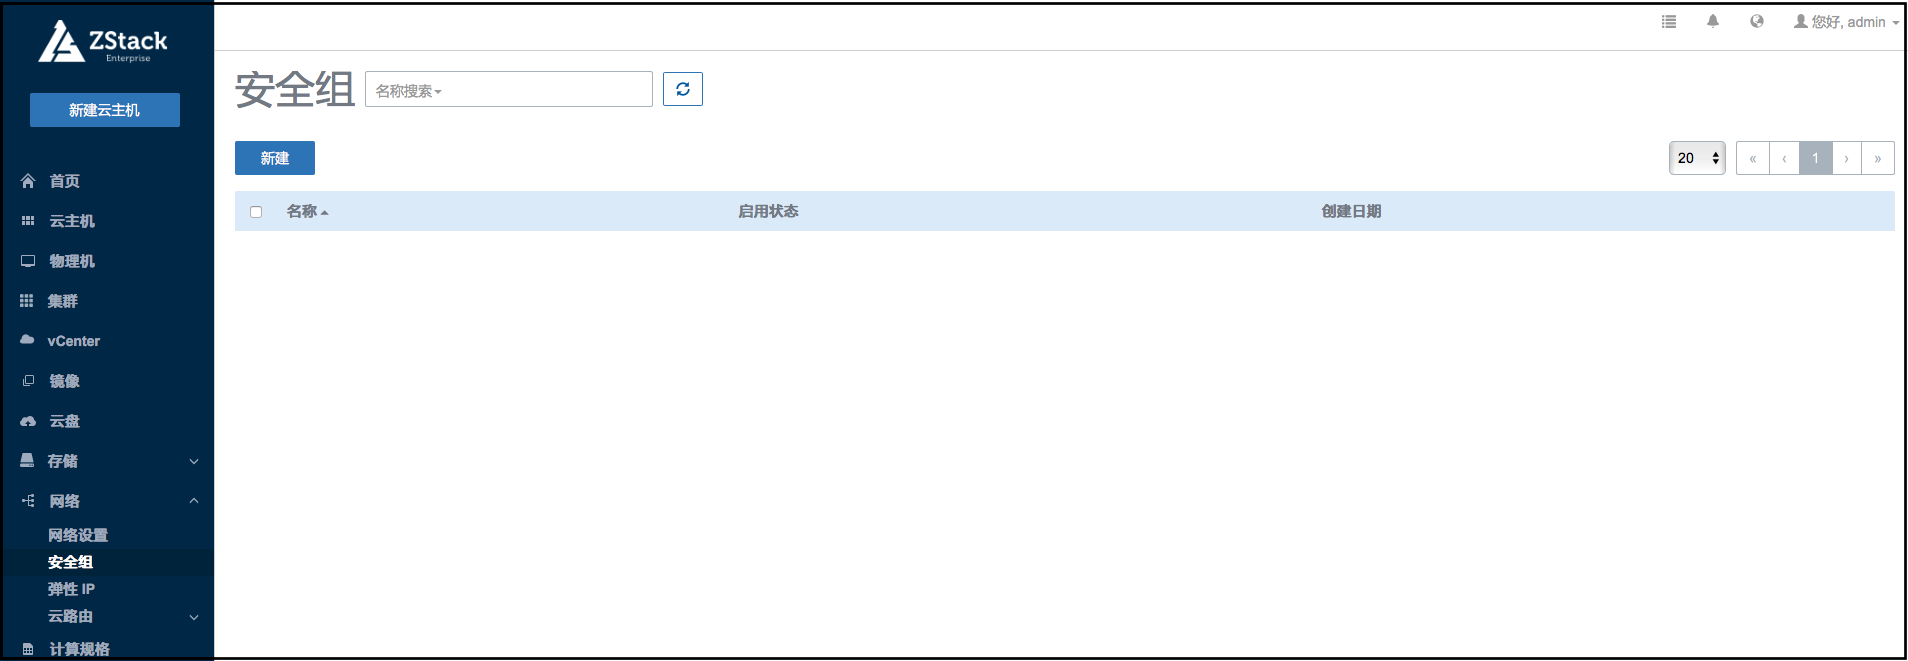 ZStack
Enterprise
新建云主机
首页
云主机
物理机
集群
vCenter
镜像
云盘
存储
网络
网络设置
安全组
弹性 IP
云路由
计算规格
您好, admin
安全组
名称搜索
新建
20
« ‹ 1 › »
名称 启用状态 创建日期